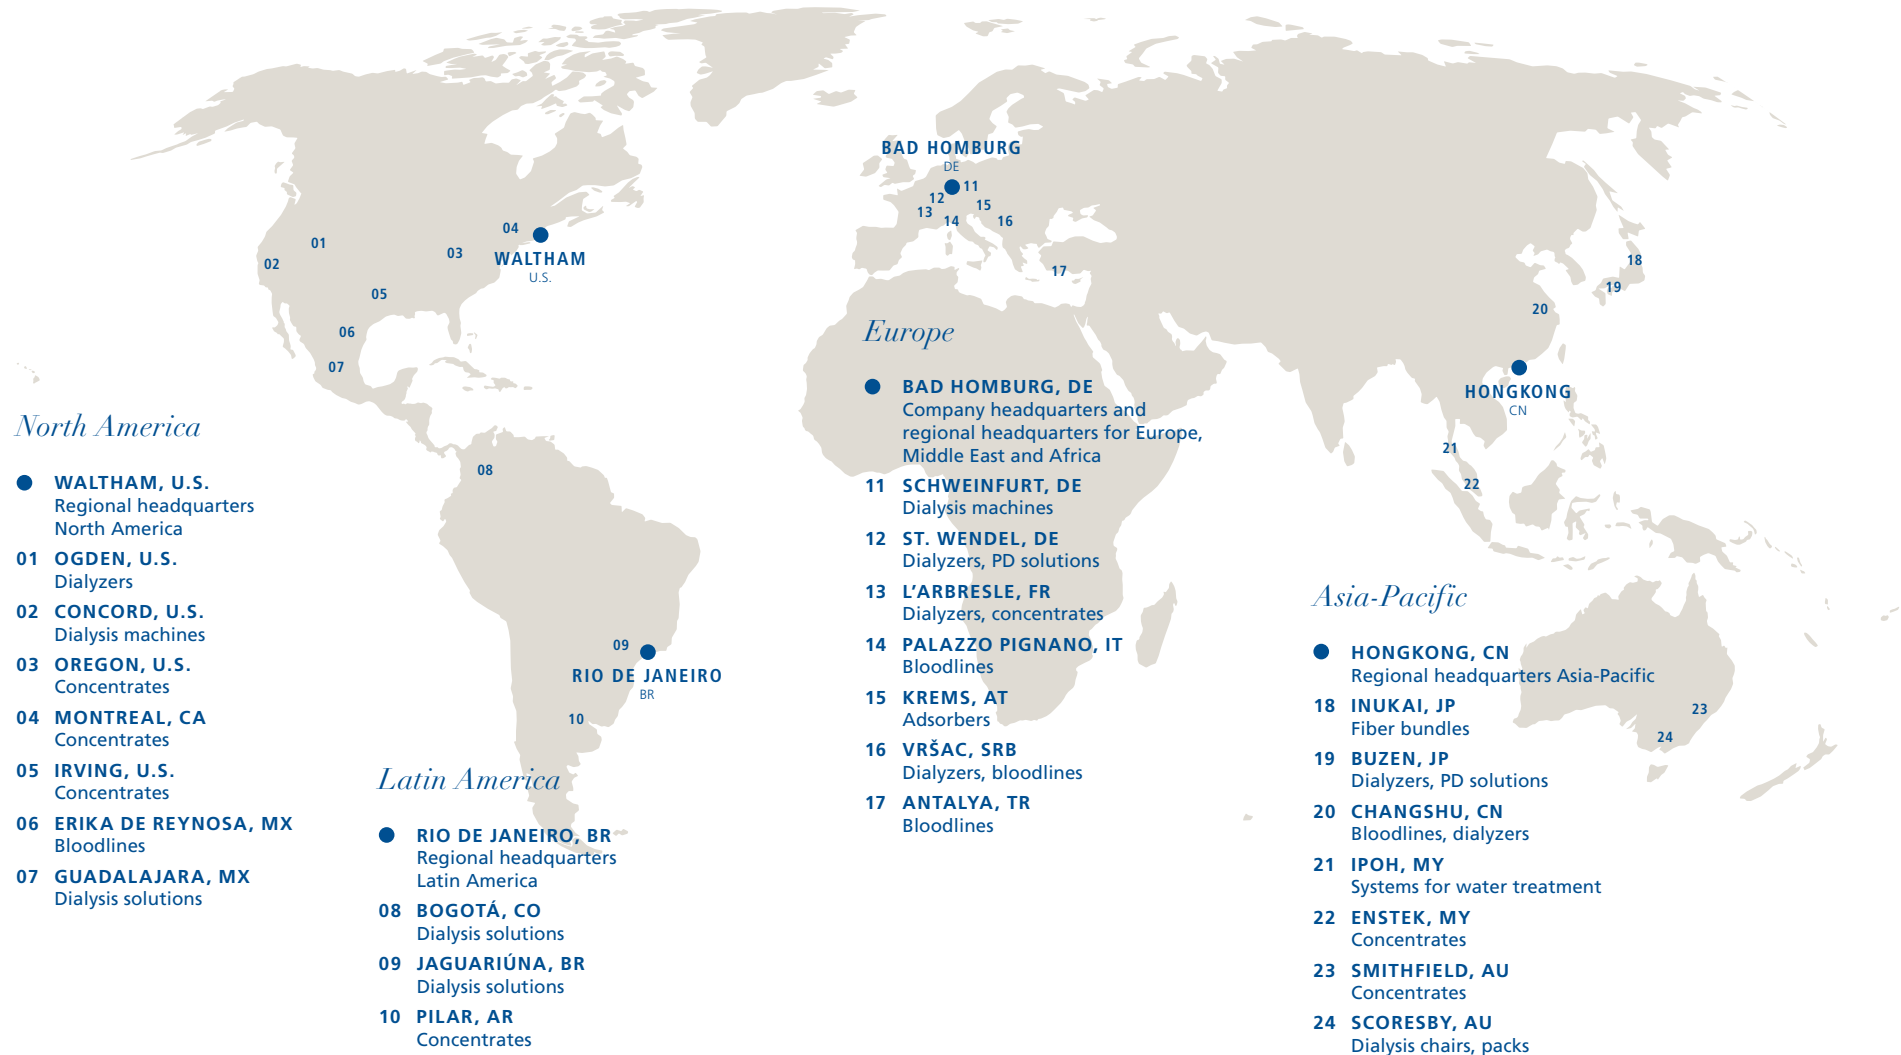 BAD HOMBURG
DE
11
12
13
15
14
16
17
01
02
03
04
WALTHAM
U.S.
05
06
07
18
19
20
HONGKONG
CN
21
22
08
09
RIO DE JANEIRO
BR
10
23
24
North America
WALTHAM, U.S.
Regional headquarters
North America
01 OGDEN, U.S.
Dialyzers
02 CONCORD, U.S.
Dialysis machines
03 OREGON, U.S.
Concentrates
04 MONTREAL, CA
Concentrates
05 IRVING, U.S.
Concentrates
06 ERIKA DE REYNOSA, MX
Bloodlines
07 GUADALAJARA, MX
Dialysis solutions
Latin America
RIO DE JANEIRO, BR
Regional headquarters
Latin America
08 BOGOTÁ, CO
Dialysis solutions
09 JAGUARIÚNA, BR
Dialysis solutions
10 PILAR, AR
Concentrates
Europe
BAD HOMBURG, DE
Company headquarters and
regional headquarters for Europe,
Middle East and Africa
11 SCHWEINFURT, DE
Dialysis machines
12 ST. WENDEL, DE
Dialyzers, PD solutions
13 L’ARBRESLE, FR
Dialyzers, concentrates
14 PALAZZO PIGNANO, IT
Bloodlines
15 KREMS, AT
Adsorbers
16 VRŠAC, SRB
Dialyzers, bloodlines
17 ANTALYA, TR
Bloodlines
Asia-Pacific
HONGKONG, CN
Regional headquarters Asia-Pacific
18 INUKAI, JP
Fiber bundles
19 BUZEN, JP
Dialyzers, PD solutions
20 CHANGSHU, CN
Bloodlines, dialyzers
21 IPOH, MY
Systems for water treatment
22 ENSTEK, MY
Concentrates
23 SMITHFIELD, AU
Concentrates
24 SCORESBY, AU
Dialysis chairs, packs